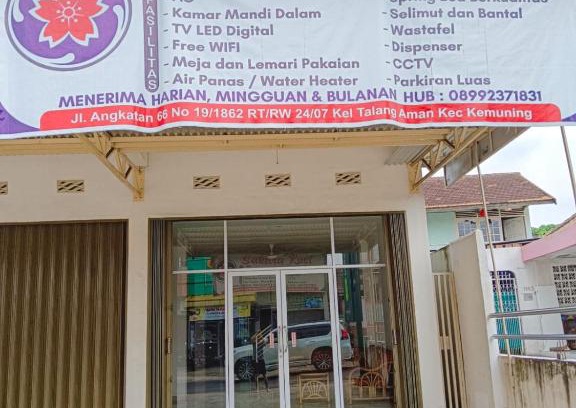 FASILITAS
- Kamar Mandi Dalam
- TV LED Digital
- Free WIFI
- Meja dan Lemari Pakaian
- Air Panas / Water Heater
- Selimut dan Bantal
- Wastafel
- Dispenser
- CCTV
- Parkiran Luas
MENERIMA HARIAN, MINGGUAN & BULANAN HUB : 08992371831
Jl. Angkatan 66 No 19/1862 RT/RW 24/07 Kel Talang Aman Kec Kemuning
Sakura Kost